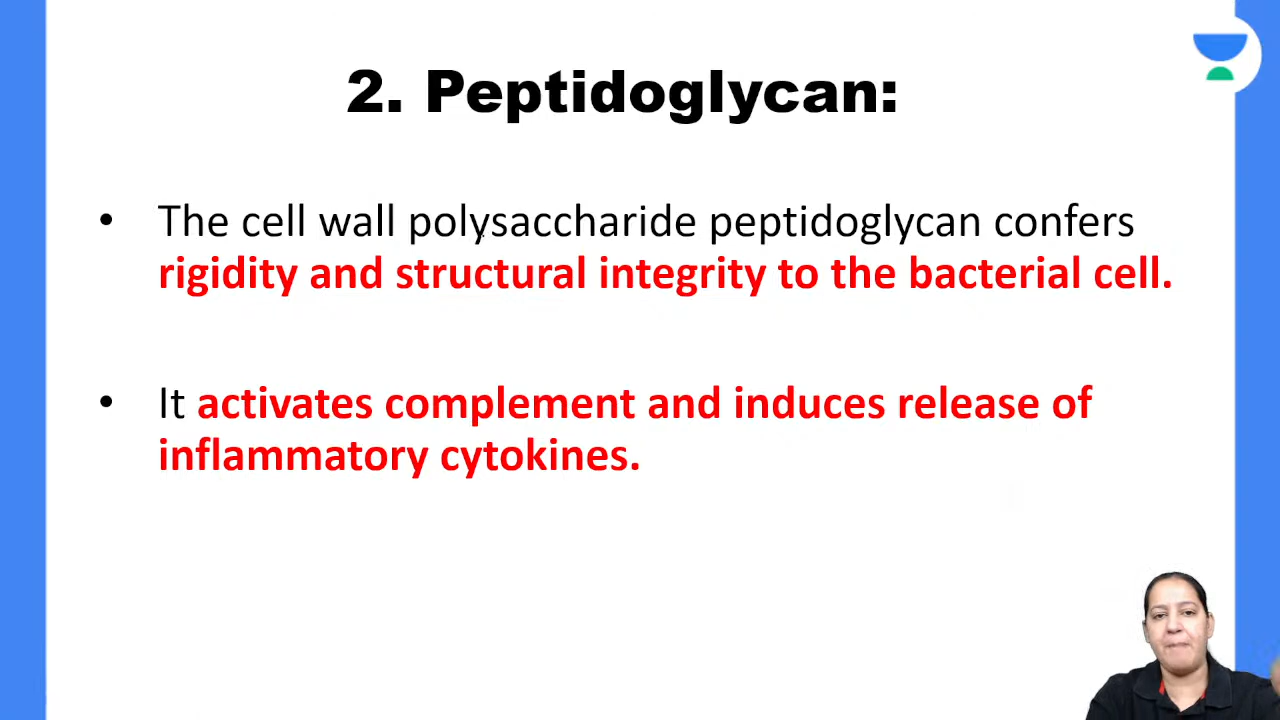 2. Peptidoglycan:
• The cell wall polysaccharide peptidoglycan confers
rigidity and structural integrity to the bacterial cell.
• It activates complement and induces release of
inflammatory cytokines.